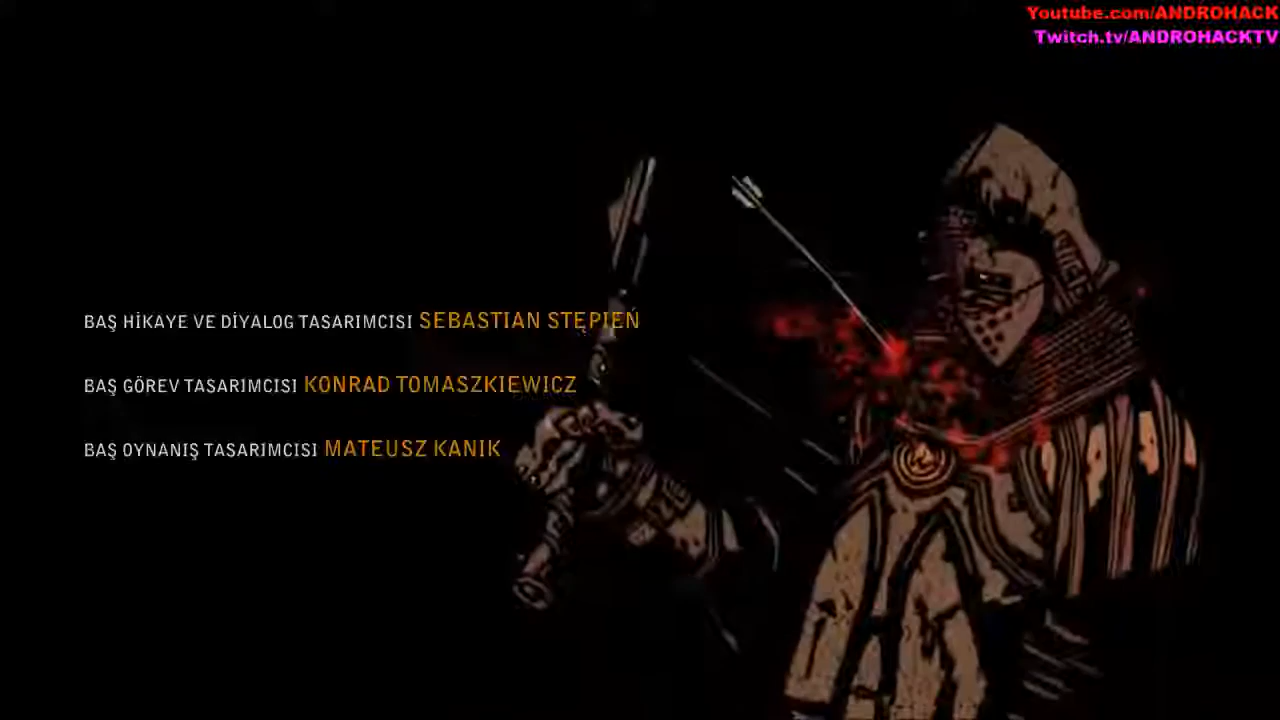 Youtube.com/ANDROHACK
Twitch.tv/ANDROHACKTV
BAŞ HİKAYE VE DİYALOG TASARIMCISI SEBASTIAN STĘPIEŃ
BAŞ GÖREV TASARIMCISI KONRAD TOMASZKIEWICZ
BAŞ OYNANIŞ TASARIMCISI MATEUSZ KANIK